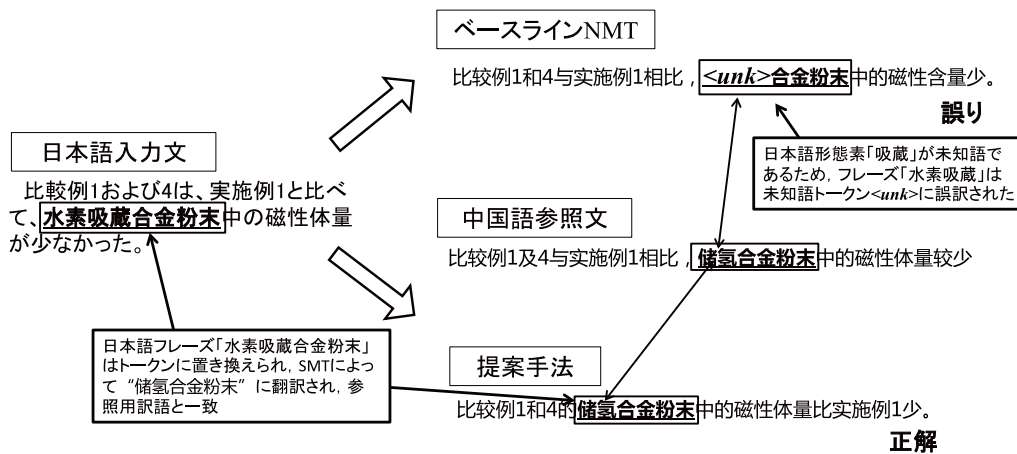 ベースラインNMT
比较例1和4与实施例1相比，<unk>合金粉末中的磁性含量少。
誤り
日本語形態素「吸蔵」が未知語で
あるため，フレーズ「水素吸蔵」は
未知語トークン<unk>に誤訳された
日本語入力文
比較例1および4は、実施例1と比べ
て、水素吸蔵合金粉末中の磁性体量
が少なかった。
中国語参照文
比较例1及4与实施例1相比，储氢合金粉末中的磁性体量较少
日本語フレーズ「水素吸蔵合金粉末」
はトークンに置き換えられ，SMTによっ
て“储氢合金粉末”に翻訳され，参
照用訳語と一致
提案手法
比较例1和4的储氢合金粉末中的磁性体量比实施例1少。
正解